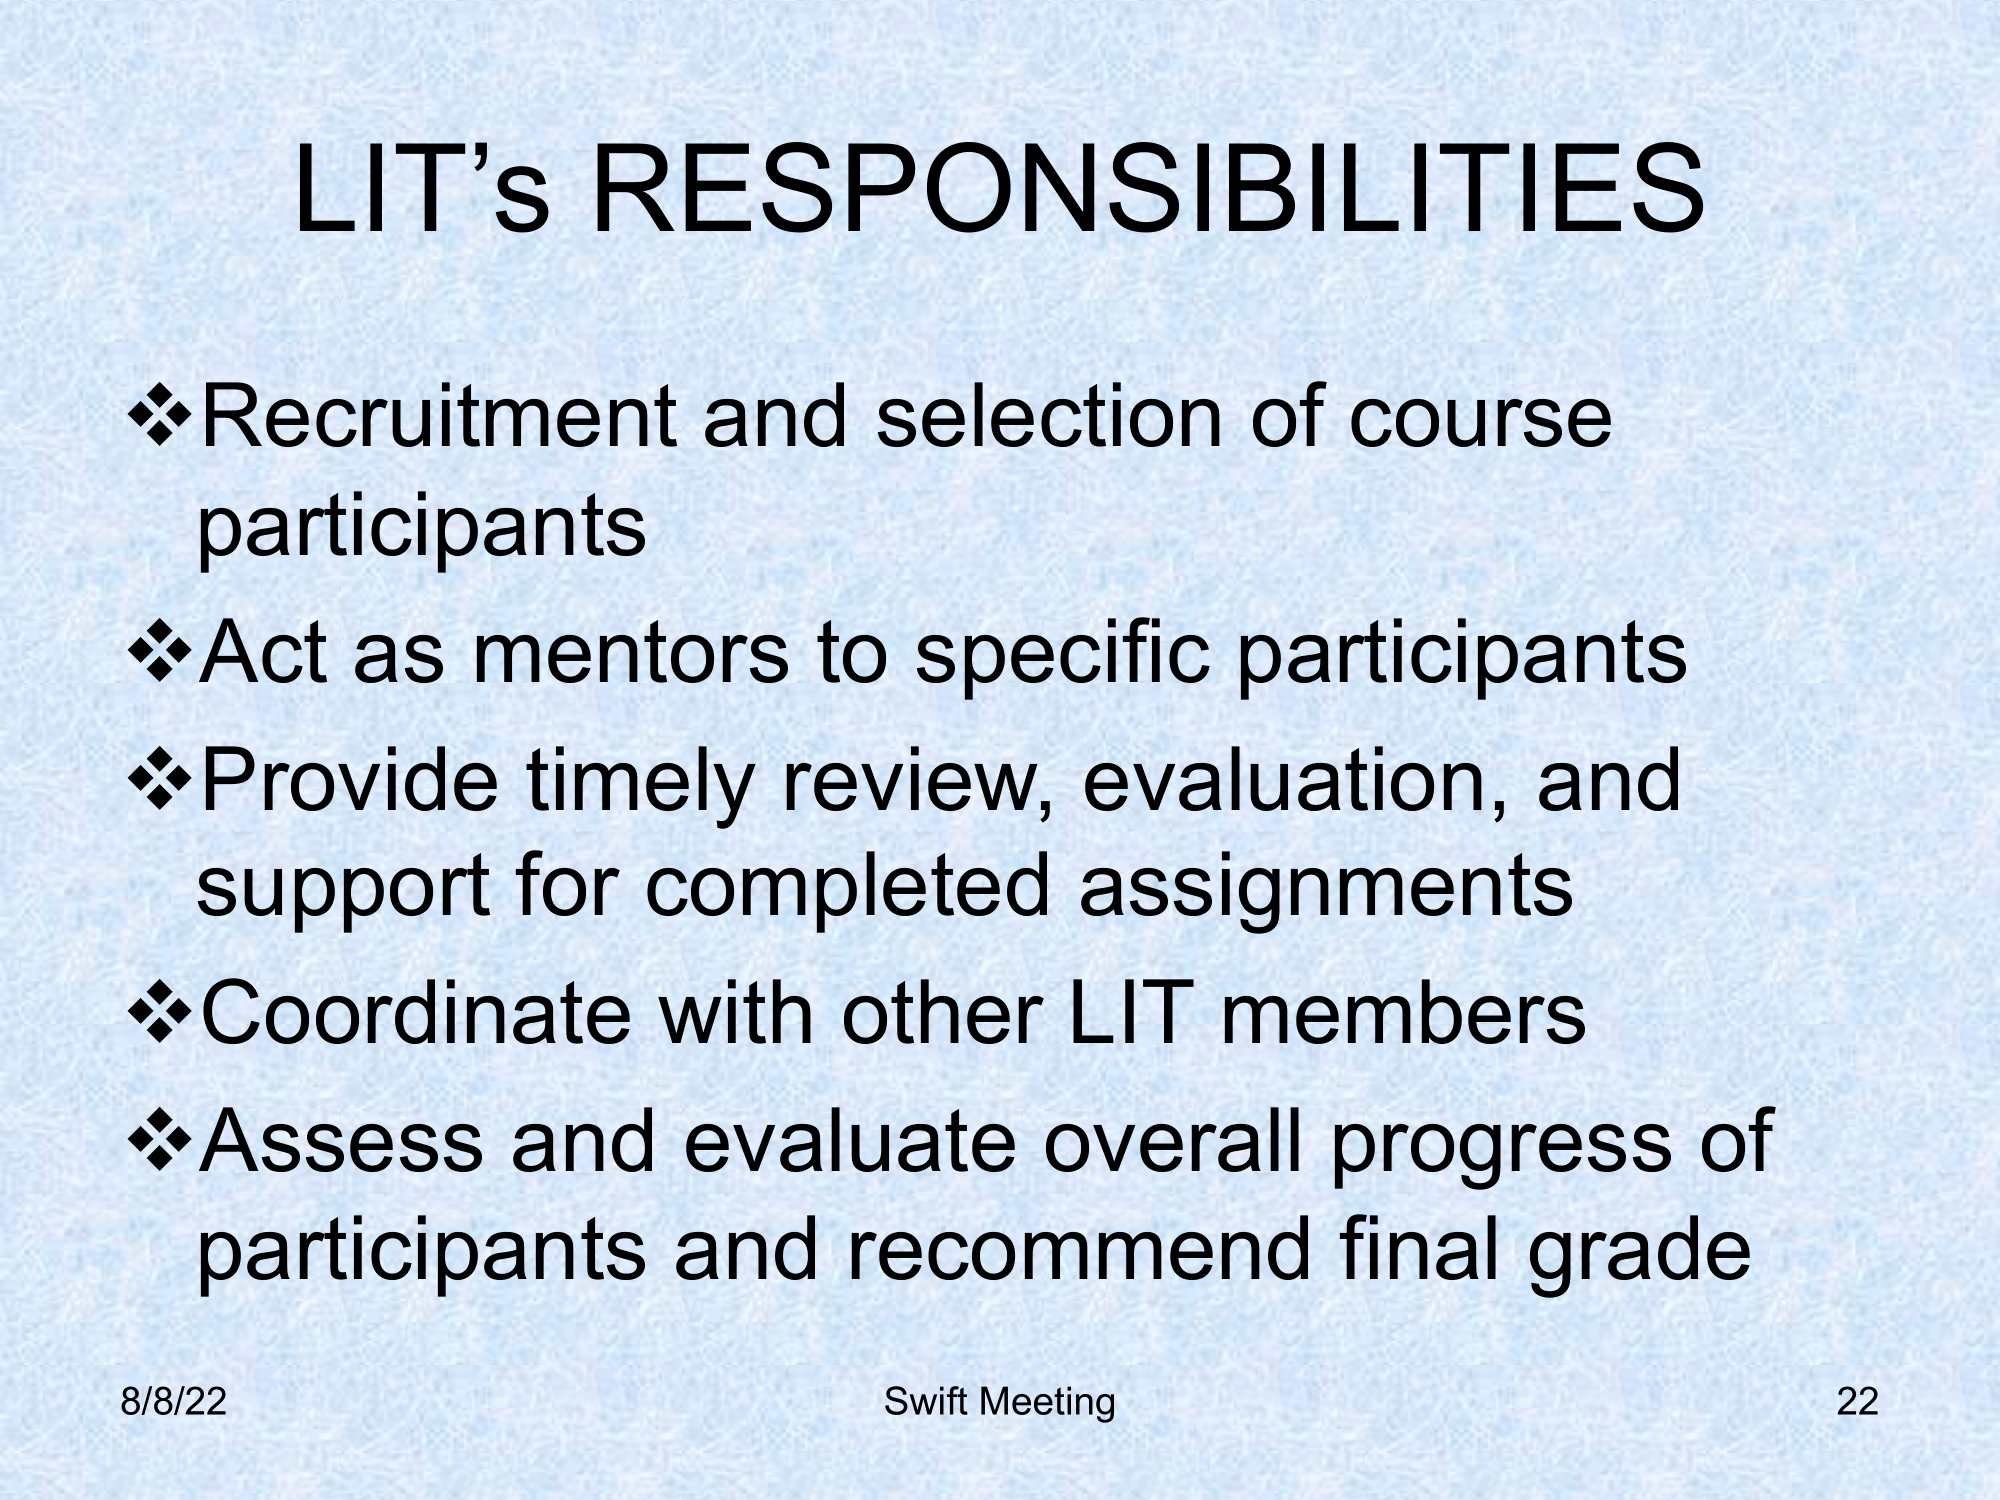 LIT’s RESPONSIBILITIES
❖Recruitment and selection of course
participants
❖Act as mentors to specific participants
❖Provide timely review, evaluation, and
support for completed assignments
❖Coordinate with other LIT members
❖Assess and evaluate overall progress of
participants and recommend final grade
8/8/22
Swift Meeting
22